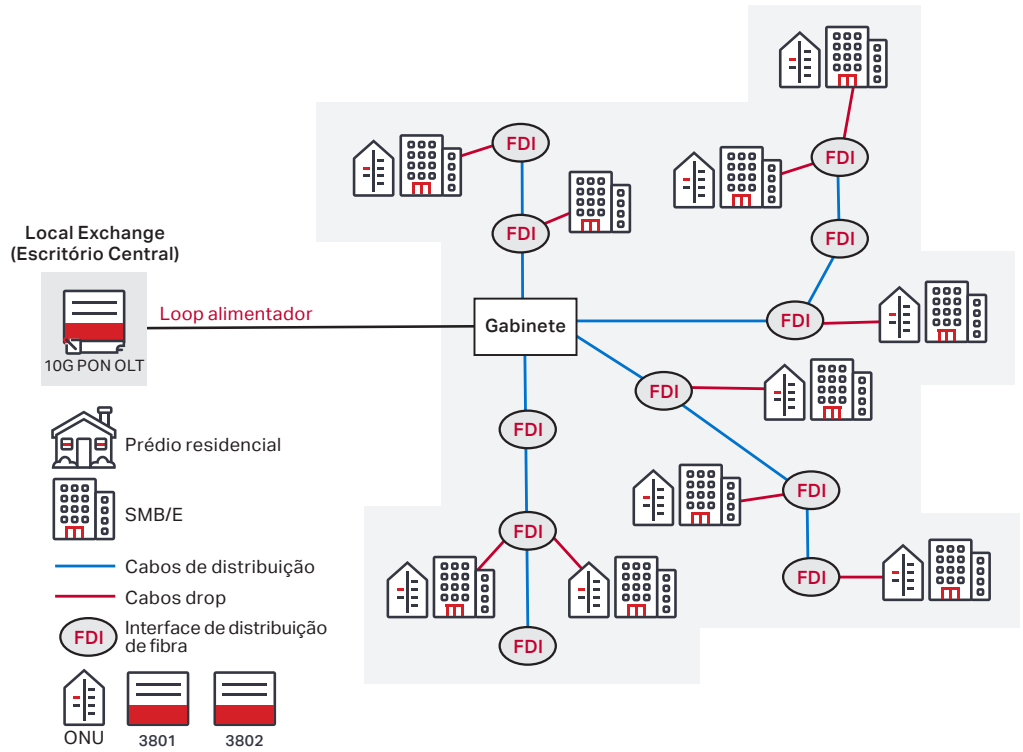 Local Exchange
(Escritório Central)
10G PON OLT
Loop alimentador
Gabinete
FDI
FDI
FDI
FDI
FDI
FDI
FDI
FDI
FDI
FDI
FDI
Prédio residencial
SMB/E
Cabos de distribuição
Cabos drop
FDI
Interface de distribuição
de fibra
ONU
3801
3802